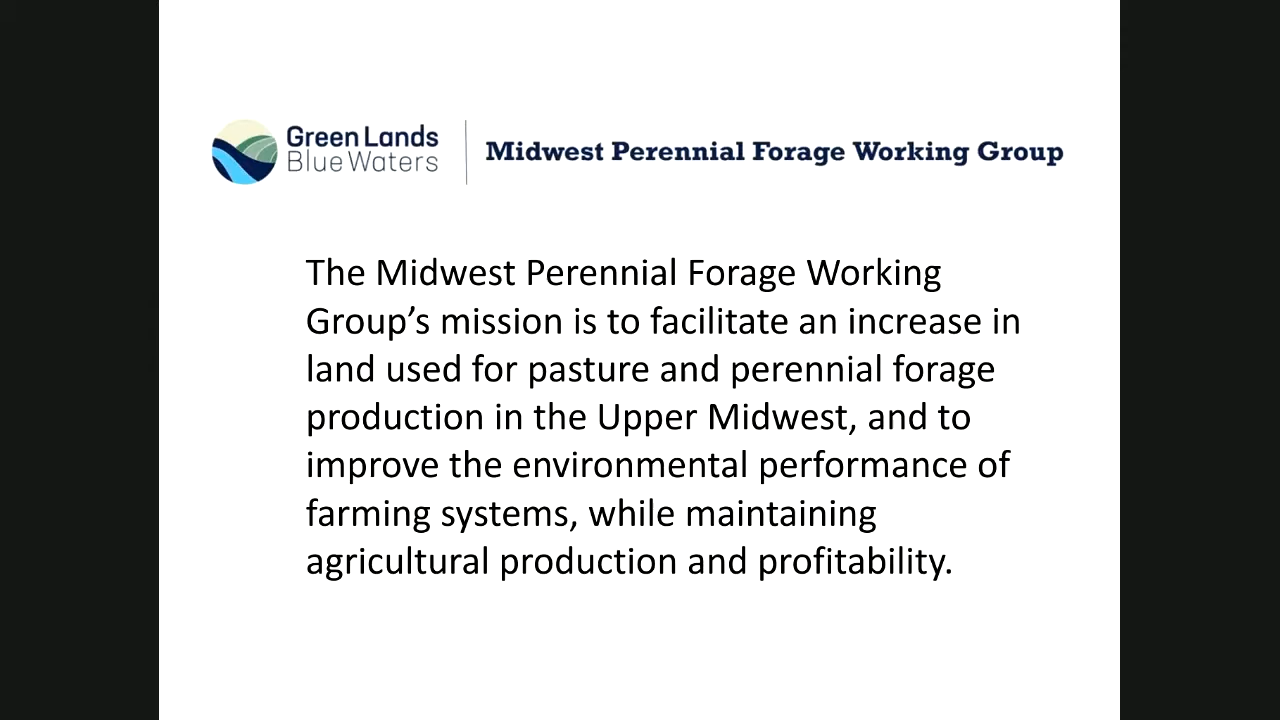 Green Lands
Blue Waters
Midwest Perennial Forage Working Group
The Midwest Perennial Forage Working
Group’s mission is to facilitate an increase in
land used for pasture and perennial forage
production in the Upper Midwest, and to
improve the environmental performance of
farming systems, while maintaining
agricultural production and profitability.